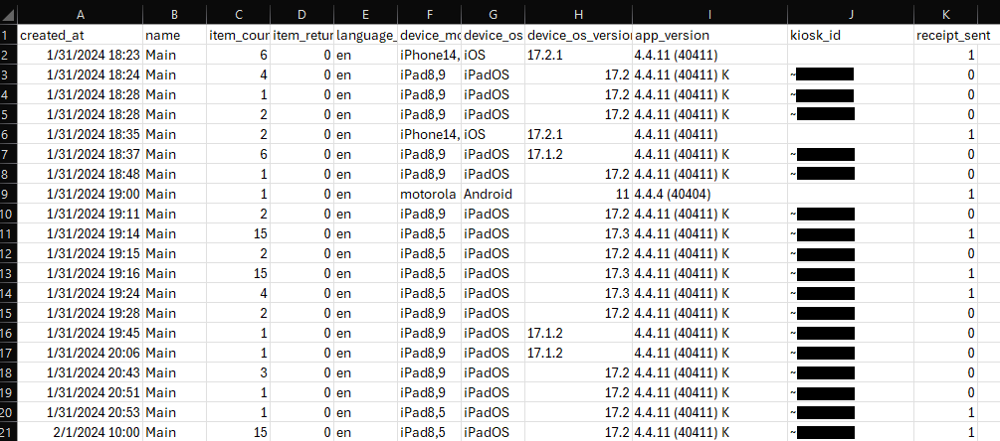 A B C D E F G H I J K
1 created_at name item_cour item_retur language_ device_mo device_os device_os_versio app_version kiosk_id receipt_sent
2 1/31/2024 18:23 Main 6 0 en iPhone14, iOS 17.2.1 4.4.11 (40411) 1
3 1/31/2024 18:24 Main 4 0 en iPad8,9 iPadOS 17.2 4.4.11 (40411) K ~ 0
4 1/31/2024 18:28 Main 1 0 en iPad8,9 iPadOS 17.2 4.4.11 (40411) K ~ 0
5 1/31/2024 18:28 Main 2 0 en iPad8,9 iPadOS 17.2 4.4.11 (40411) K ~ 0
6 1/31/2024 18:35 Main 2 0 en iPhone14, iOS 17.2.1 4.4.11 (40411) 1
7 1/31/2024 18:37 Main 6 0 en iPad8,9 iPadOS 17.1.2 4.4.11 (40411) K ~ 0
8 1/31/2024 18:48 Main 1 0 en iPad8,9 iPadOS 17.2 4.4.11 (40411) K ~ 0
9 1/31/2024 19:00 Main 1 0 en motorola Android 11 4.4.4 (40404) 1
10 1/31/2024 19:11 Main 2 0 en iPad8,9 iPadOS 17.2 4.4.11 (40411) K ~ 0
11 1/31/2024 19:14 Main 15 0 en iPad8,5 iPadOS 17.3 4.4.11 (40411) K ~ 1
12 1/31/2024 19:15 Main 2 0 en iPad8,5 iPadOS 17.2 4.4.11 (40411) K ~ 0
13 1/31/2024 19:16 Main 15 0 en iPad8,5 iPadOS 17.3 4.4.11 (40411) K ~ 1
14 1/31/2024 19:24 Main 4 0 en iPad8,5 iPadOS 17.3 4.4.11 (40411) K ~ 1
15 1/31/2024 19:28 Main 2 0 en iPad8,5 iPadOS 17.2 4.4.11 (40411) K ~ 0
16 1/31/2024 19:45 Main 1 0 en iPad8,9 iPadOS 17.1.2 4.4.11 (40411) K ~ 0
17 1/31/2024 20:06 Main 1 0 en iPad8,9 iPadOS 17.1.2 4.4.11 (40411) K ~ 0
18 1/31/2024 20:43 Main 3 0 en iPad8,9 iPadOS 17.2 4.4.11 (40411) K ~ 0
19 1/31/2024 20:51 Main 1 0 en iPad8,9 iPadOS 17.2 4.4.11 (40411) K ~ 0
20 1/31/2024 20:53 Main 1 0 en iPad8,5 iPadOS 17.2 4.4.11 (40411) K ~ 1
21 2/1/2024 10:00 Main 15 0 en iPad8,5 iPadOS 17.2 4.4.11 (40411) K ~ 1